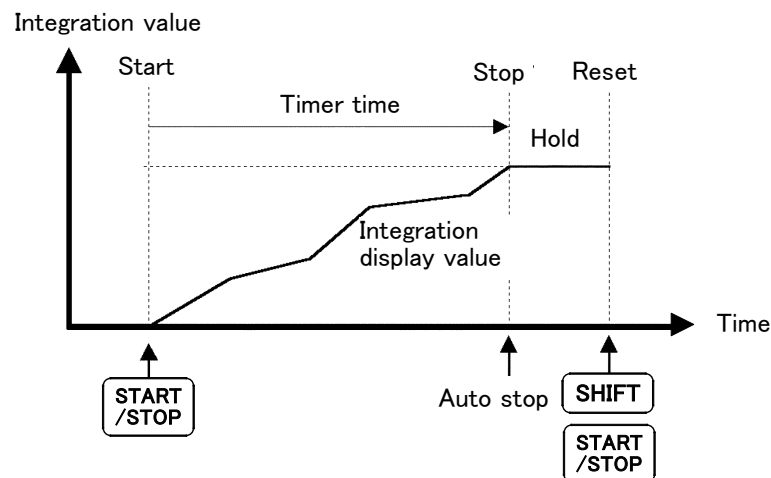 Integration value
Start
Stop
Reset
Timer time
Hold
Integration
display value
Time
START
/STOP
Auto stop
SHIFT
START
/STOP